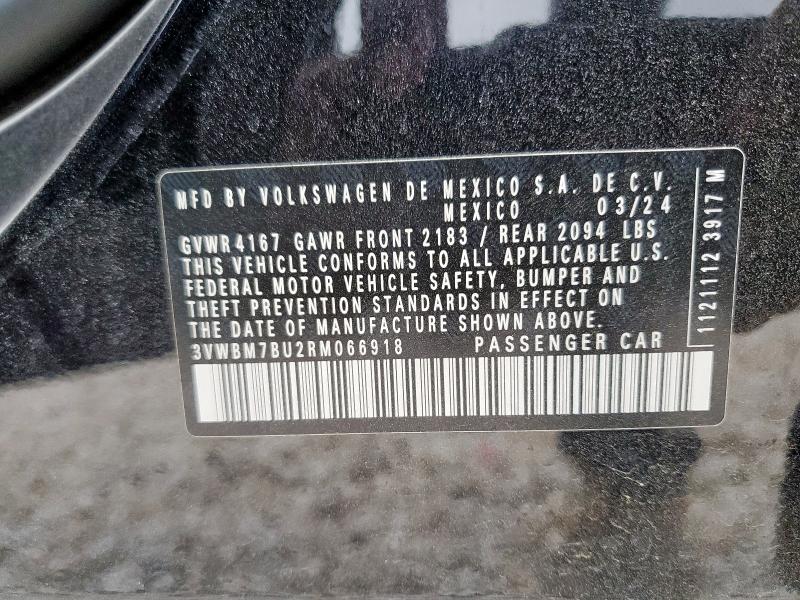 MFD BY VOLKSWAGEN DE MEXICO S.A. DE C.V.
MEXICO 03/24
GVWR 4167 GAWR FRONT 2183 / REAR 2094 LBS
THIS VEHICLE CONFORMS TO ALL APPLICABLE U.S.
FEDERAL MOTOR VEHICLE SAFETY, BUMPER AND
THEFT PREVENTION STANDARDS IN EFFECT ON
THE DATE OF MANUFACTURE SHOWN ABOVE.
3VWBM7BU2RM066918 PASSENGER CAR
1121112 3917 M